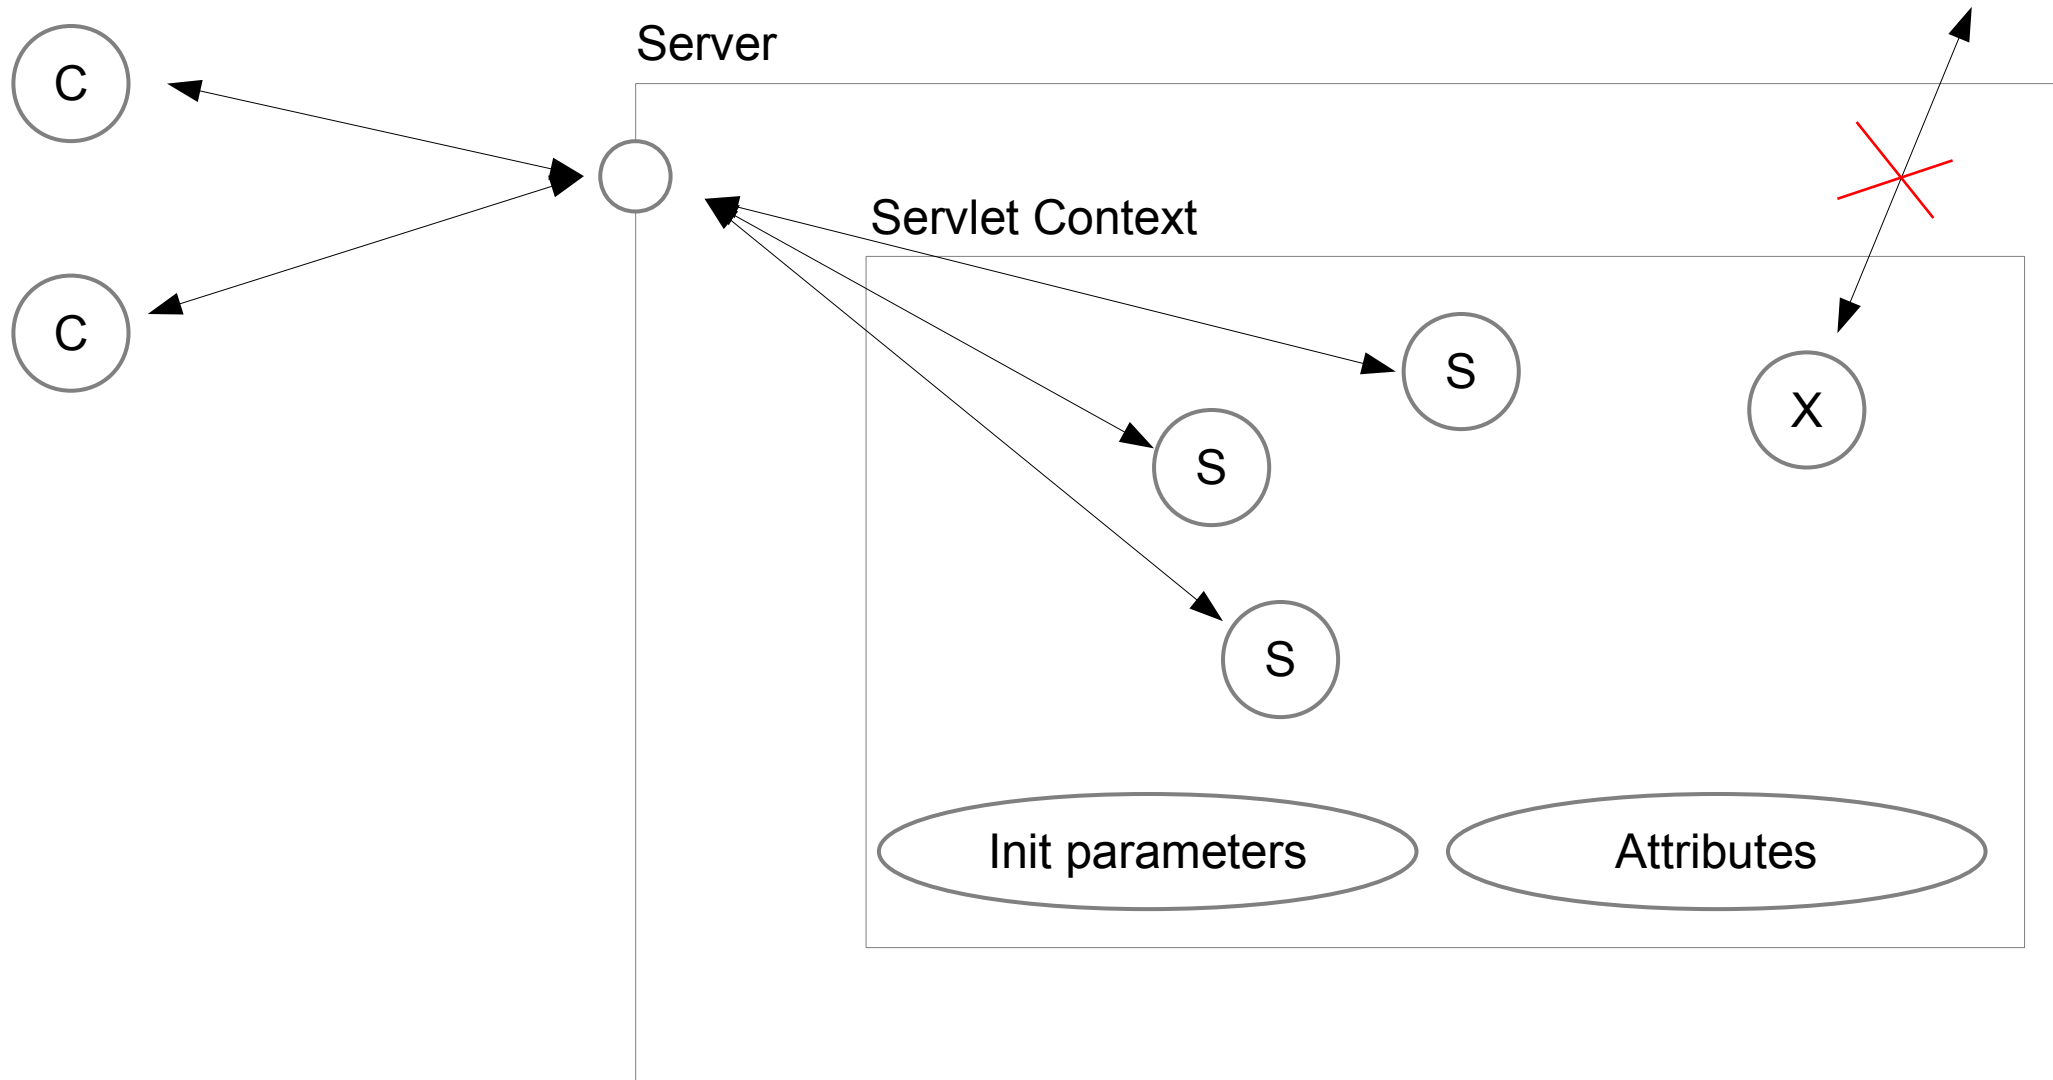 Server
C
Servlet Context
C
S
X
S
S
Init parameters
Attributes